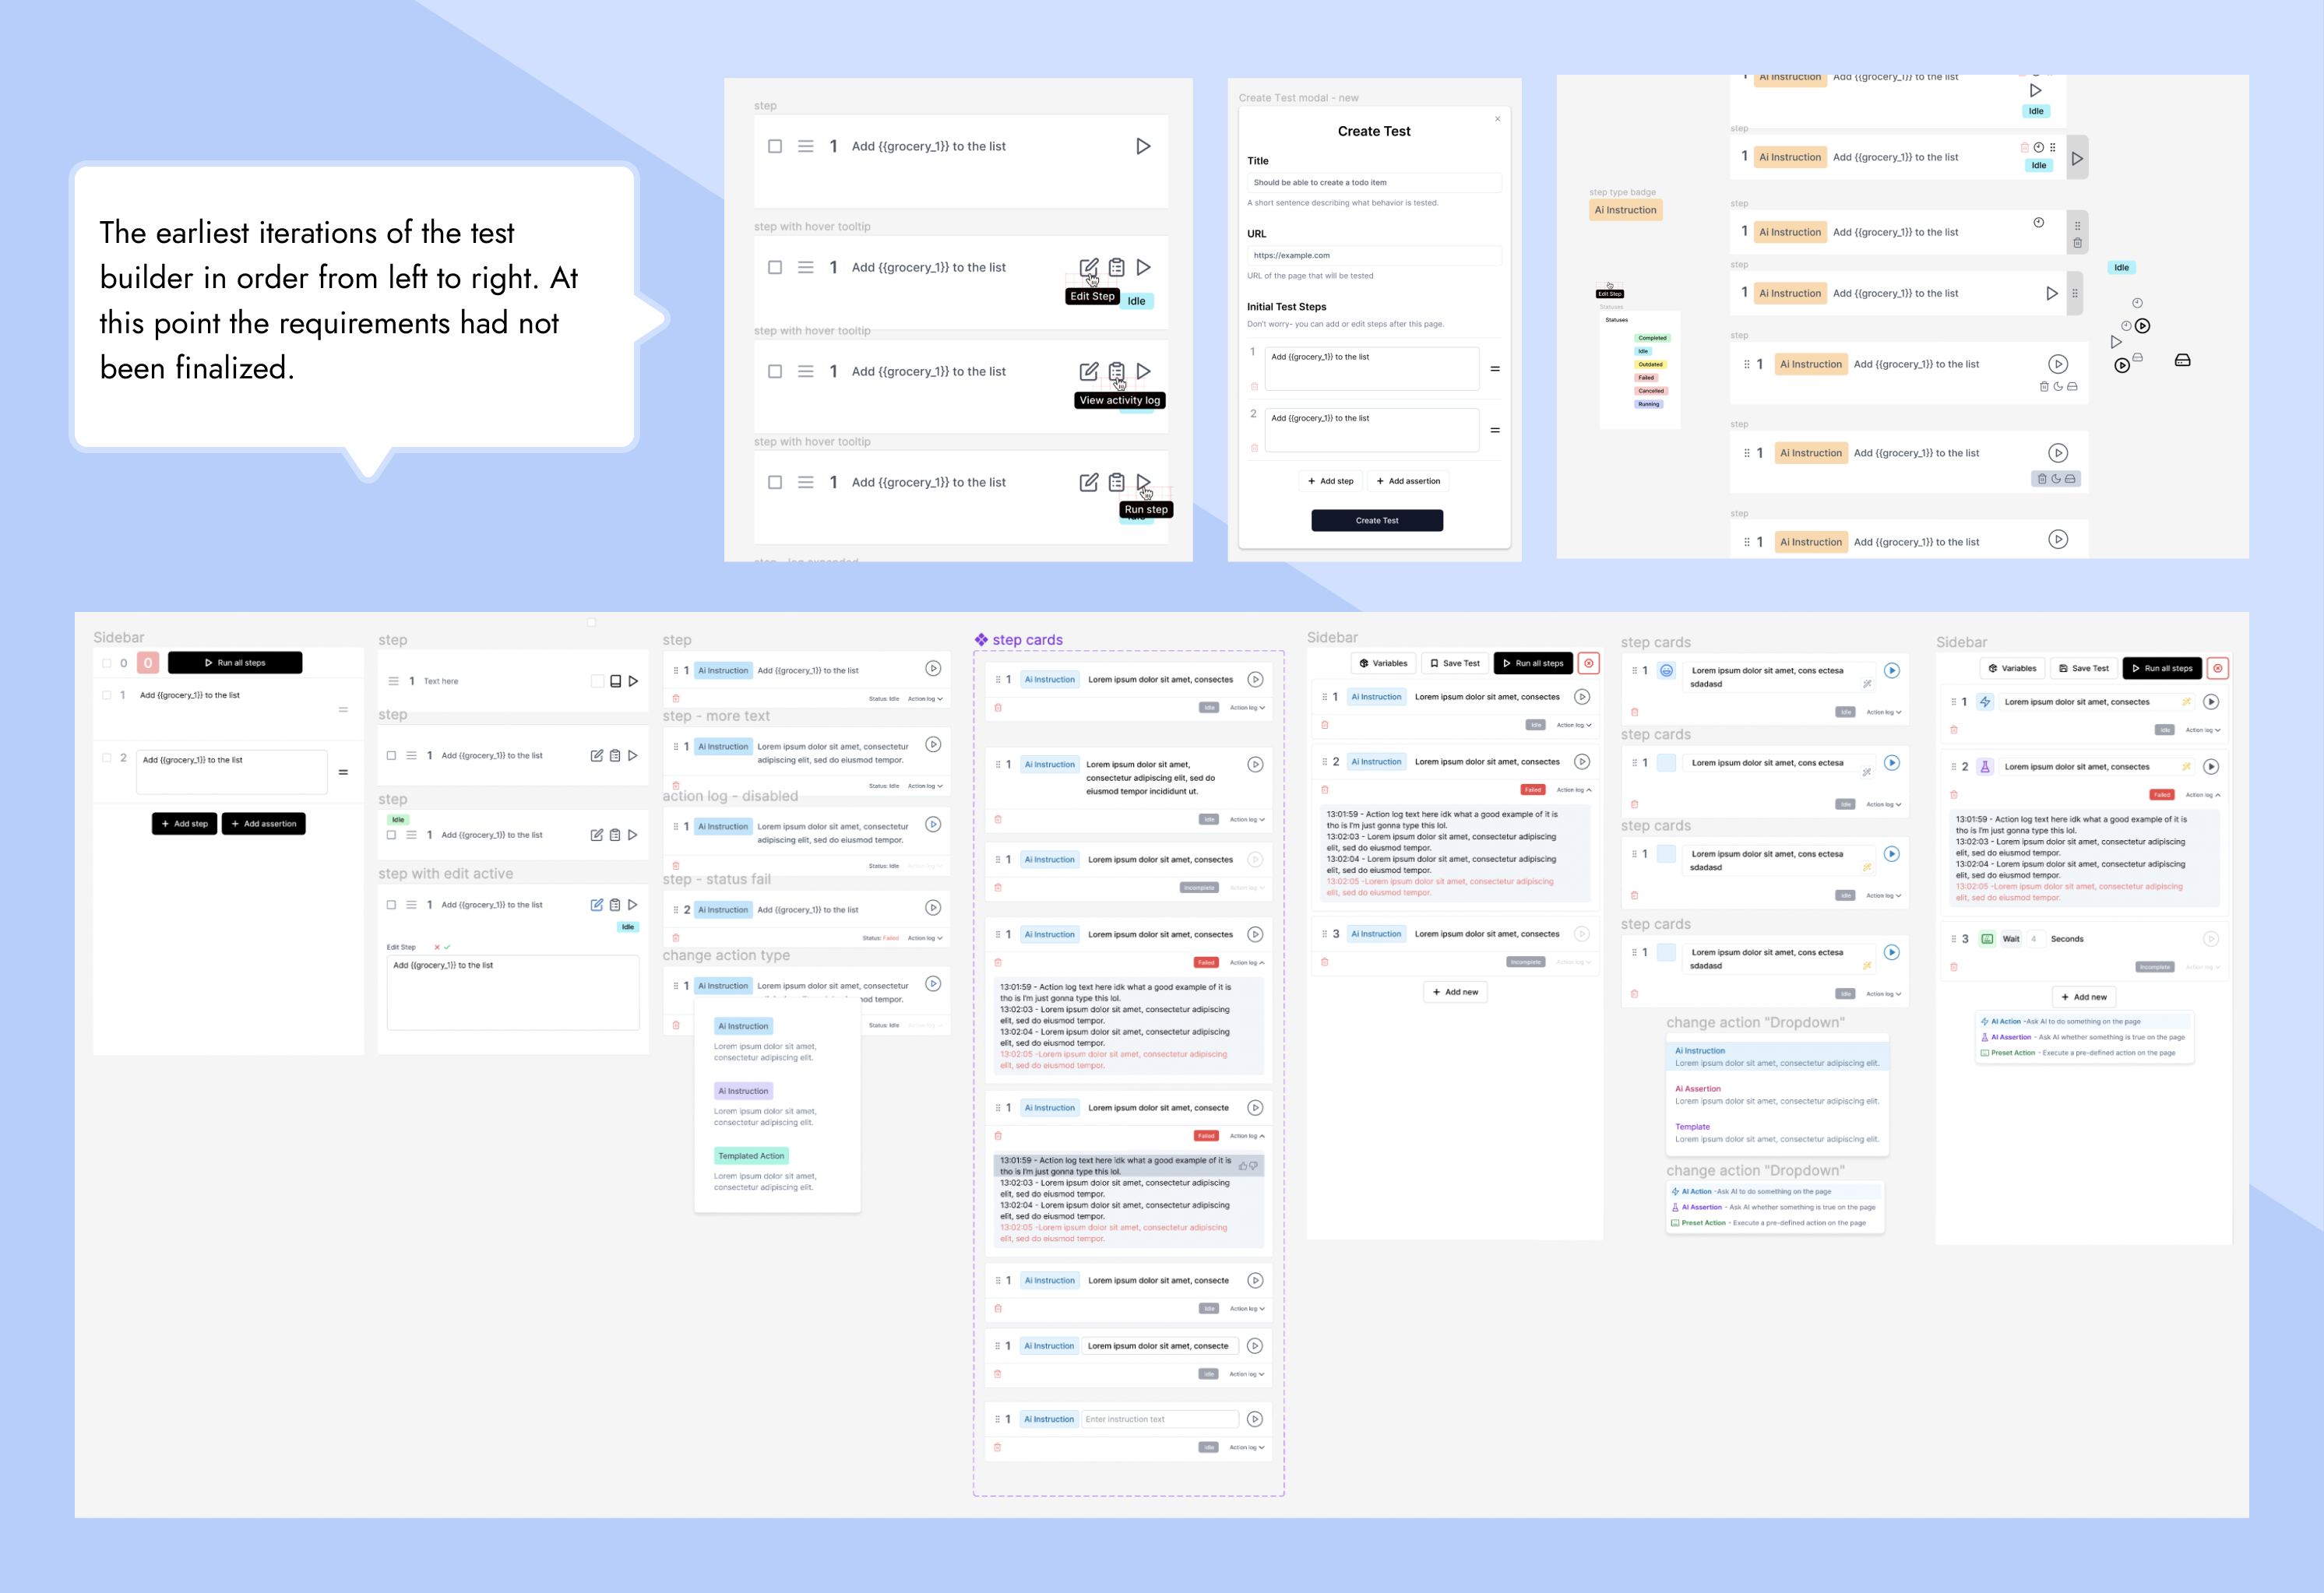 The earliest iterations of the test
builder in order from left to right. At
this point the requirements had not
been finalized.
step
1 Add {{grocery_1}} to the list
step with hover tooltip
1 Add {{grocery_1}} to the list
Edit Step
Idle
step with hover tooltip
1 Add {{grocery_1}} to the list
View activity log
step with hover tooltip
1 Add {{grocery_1}} to the list
Run step
Create Test modal - new
Create Test
Title
Should be able to create a todo item
A short sentence describing what behavior is tested.
URL
https://example.com
URL of the page that will be tested
Initial Test Steps
Don't worry- you can add or edit steps after this page.
1 Add {{grocery_1}} to the list
2 Add {{grocery_1}} to the list
+ Add step + Add assertion
Create Test
1 Ai Instruction Add {{grocery_1}} to the list
Idle
step
1 Ai Instruction Add {{grocery_1}} to the list
Idle
step type badge
Ai Instruction
step
1 Ai Instruction Add {{grocery_1}} to the list
step
1 Ai Instruction Add {{grocery_1}} to the list
Idle
Edit Step
Statuses
Statuses
Completed
Idle
Outdated
Failed
Cancelled
Running
step
1 Ai Instruction Add {{grocery_1}} to the list
step
1 Ai Instruction Add {{grocery_1}} to the list
step
1 Ai Instruction Add {{grocery_1}} to the list
Sidebar
0 0 Run all steps
1 Add {{grocery_1}} to the list
2 Add {{grocery_1}} to the list
+ Add step + Add assertion
step
1 Text here
step
1 Add {{grocery_1}} to the list
step
Idle
1 Add {{grocery_1}} to the list
step with edit active
1 Add {{grocery_1}} to the list
Idle
Edit Step
Add {{grocery_1}} to the list
step
1 Ai Instruction Add {{grocery_1}} to the list
Status: Idle Action log
step - more text
1 Ai Instruction Lorem ipsum dolor sit amet, consectetur
adipiscing elit, sed do eiusmod tempor.
Status: Idle Action log
action log - disabled
1 Ai Instruction Lorem ipsum dolor sit amet, consectetur
adipiscing elit, sed do eiusmod tempor.
Status: Idle Action log
step - status fail
2 Ai Instruction Add {{grocery_1}} to the list
Status: Failed Action log
change action type
1 Ai Instruction Lorem ipsum dolor sit amet, consectetur
mod tempor.
Status: Idle
Ai Instruction
Lorem ipsum dolor sit amet,
consectetur adipiscing elit.
Ai Instruction
Lorem ipsum dolor sit amet,
consectetur adipiscing elit.
Templated Action
Lorem ipsum dolor sit amet,
consectetur adipiscing elit.
step cards
1 Ai Instruction Lorem ipsum dolor sit amet, consectes
Idle Action log
1 Ai Instruction Lorem ipsum dolor sit amet,
consectetur adipiscing elit, sed do
eiusmod tempor incididunt ut.
Idle Action log
1 Ai Instruction Lorem ipsum dolor sit amet, consectes
Incomplete Action log
1 Ai Instruction Lorem ipsum dolor sit amet, consectes
Failed Action log
13:01:59 - Action log text here idk what a good example of it is
tho is I'm just gonna type this lol.
13:02:03 - Lorem ipsum dolor sit amet, consectetur adipiscing
elit, sed do eiusmod tempor.
13:02:04 - Lorem ipsum dolor sit amet, consectetur adipiscing
elit, sed do eiusmod tempor.
13:02:05 -Lorem ipsum dolor sit amet, consectetur adipiscing
elit, sed do eiusmod tempor.
1 Ai Instruction Lorem ipsum dolor sit amet, consecte
Failed Action log
13:01:59 - Action log text here idk what a good example of it is
tho is I'm just gonna type this lol.
13:02:03 - Lorem ipsum dolor sit amet, consectetur adipiscing
elit, sed do eiusmod tempor.
13:02:04 - Lorem ipsum dolor sit amet, consectetur adipiscing
elit, sed do eiusmod tempor.
13:02:05 -Lorem ipsum dolor sit amet, consectetur adipiscing
elit, sed do eiusmod tempor.
1 Ai Instruction Lorem ipsum dolor sit amet, consecte
Idle Action log
1 Ai Instruction Lorem ipsum dolor sit amet, consecte
Idle Action log
1 Ai Instruction Enter instruction text
Idle Action log
Sidebar
Variables Save Test Run all steps
1 Ai Instruction Lorem ipsum dolor sit amet, consectes
Idle Action log
2 Ai Instruction Lorem ipsum dolor sit amet, consectes
Failed Action log
13:01:59 - Action log text here idk what a good example of it is
tho is I'm just gonna type this lol.
13:02:03 - Lorem ipsum dolor sit amet, consectetur adipiscing
elit, sed do eiusmod tempor.
13:02:04 - Lorem ipsum dolor sit amet, consectetur adipiscing
elit, sed do eiusmod tempor.
13:02:05 -Lorem ipsum dolor sit amet, consectetur adipiscing
elit, sed do eiusmod tempor.
3 Ai Instruction Lorem ipsum dolor sit amet, consectes
Incomplete Action log
+ Add new
step cards
1 Lorem ipsum dolor sit amet, cons ectesa
sdadasd
Idle Action log
step cards
1 Lorem ipsum dolor sit amet, cons ectesa
Idle Action log
step cards
1 Lorem ipsum dolor sit amet, cons ectesa
sdadasd
Idle Action log
step cards
1 Lorem ipsum dolor sit amet, cons ectesa
sdadasd
Idle Action log
change action "Dropdown"
Ai Instruction
Lorem ipsum dolor sit amet, consectetur adipiscing elit.
Ai Assertion
Lorem ipsum dolor sit amet, consectetur adipiscing elit.
Template
Lorem ipsum dolor sit amet, consectetur adipiscing elit.
change action "Dropdown"
AI Action -Ask AI to do something on the page
AI Assertion - Ask AI whether something is true on the page
Preset Action - Execute a pre-defined action on the page
Sidebar
Variables Save Test Run all steps
1 Lorem ipsum dolor sit amet, consectes
Idle Action log
2 Lorem ipsum dolor sit amet, consectes
Failed Action log
13:01:59 - Action log text here idk what a good example of it is
tho is I'm just gonna type this lol.
13:02:03 - Lorem ipsum dolor sit amet, consectetur adipiscing
elit, sed do eiusmod tempor.
13:02:04 - Lorem ipsum dolor sit amet, consectetur adipiscing
elit, sed do eiusmod tempor.
13:02:05 -Lorem ipsum dolor sit amet, consectetur adipiscing
elit, sed do eiusmod tempor.
3 Wait 4 Seconds
Incomplete Action log
+ Add new
AI Action -Ask AI to do something on the page
AI Assertion - Ask AI whether something is true on the page
Preset Action - Execute a pre-defined action on the page